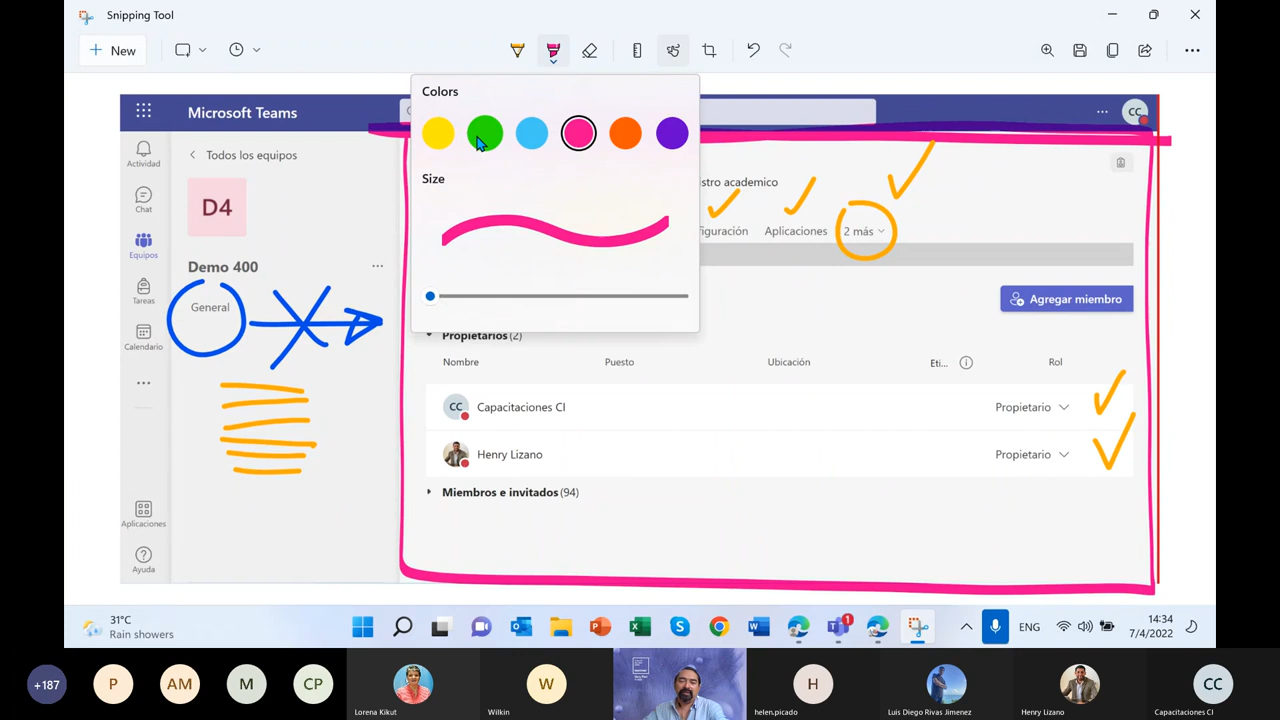 Snipping Tool
New
Colors
Size
Microsoft Teams
CC
Actividad
Chat
Equipos
Tareas
Calendario
Aplicaciones
Ayuda
Todos los equipos
D4
Demo 400
General
stro academico
figuración
Aplicaciones
2 más
Agregar miembro
Propietarios (2)
Nombre
Puesto
Ubicación
Eti...
Rol
CC
Capacitaciones CI
Propietario
Henry Lizano
Propietario
Miembros e invitados (94)
31°C
Rain showers
1
ENG
14:34
7/4/2022
+187
P
AM
M
CP
Lorena Kikut
W
Wilkin
H
helen.picado
Luis Diego Rivas Jimenez
Henry Lizano
CC
Capacitaciones CI